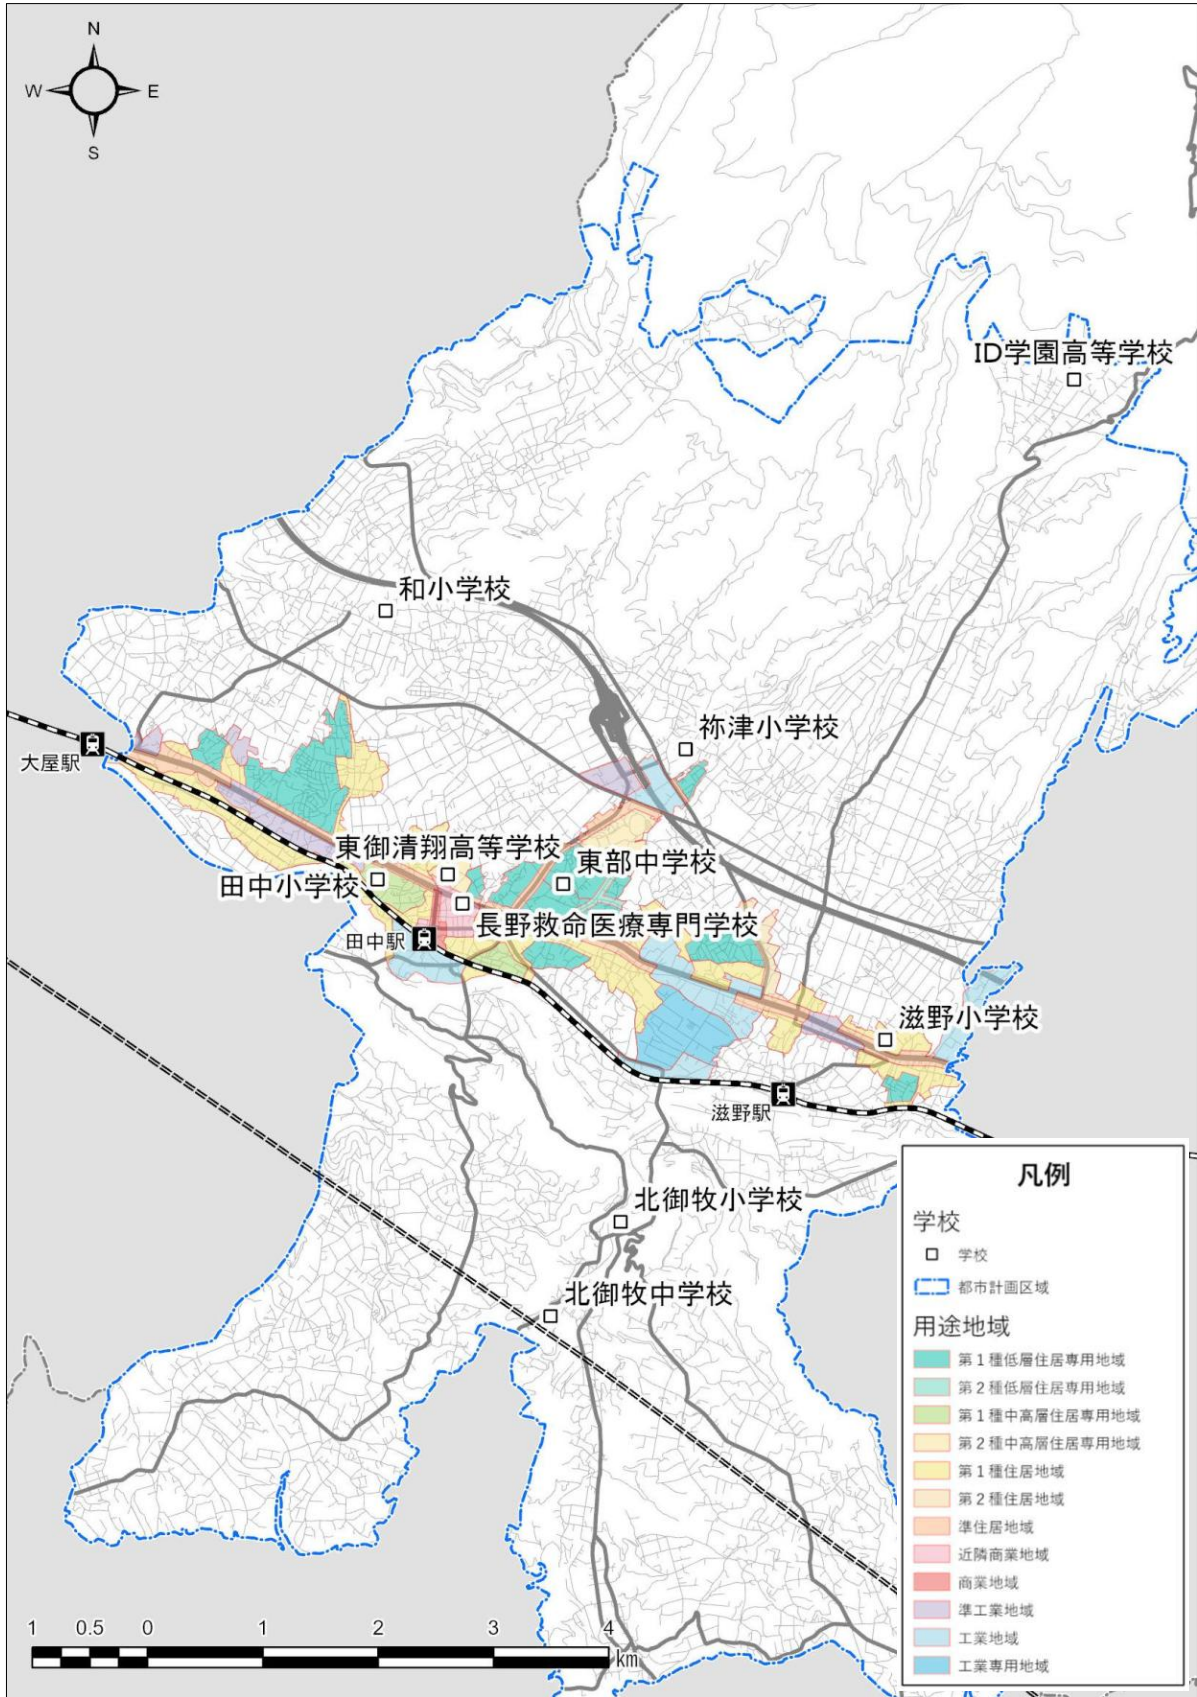 N
W
E
S
ID学園高等学校
和小学校
祢津小学校
大屋駅
東御清翔高等学校
東部中学校
田中小学校
長野救命医療専門学校
田中駅
滋野小学校
滋野駅
北御牧小学校
北御牧中学校
凡例
学校
学校
都市計画区域
用途地域
第1種低層住居専用地域
第2種低層住居専用地域
第1種中高層住居専用地域
第2種中高層住居専用地域
第1種住居地域
第2種住居地域
準住居地域
近隣商業地域
商業地域
準工業地域
工業地域
工業専用地域
1 0.5 0 1 2 3 4
km